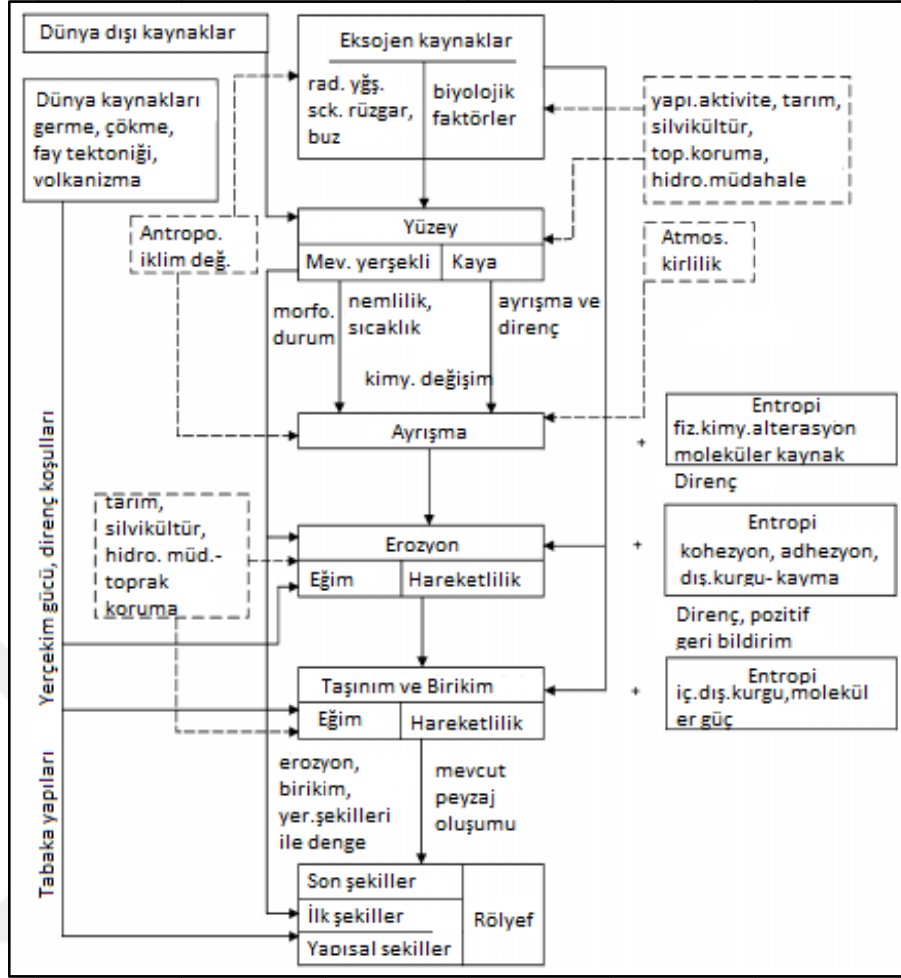 Dünya dışı kaynaklar
Eksojen kaynaklar
rad. yğş.
sck. rüzgar,
buz
biyolojik
faktörler
Dünya kaynakları
germe, çökme,
fay tektoniği,
volkanizma
yapı.aktivite, tarım,
silvikültür,
top.koruma,
hidro.müdahale
Antropo.
iklim değ.
Yüzey
Mev. yerşekli
Kaya
Atmos.
kirlilik
morfo.
durum
nemlilik,
sıcaklık
ayrışma ve
direnç
kimy. değişim
Ayrışma
+
Entropi
fiz.kimy.alterasyon
moleküler kaynak
Direnç
Yerçekim gücü, direnç koşulları
tarım,
silvikültür,
hidro. müd.-
toprak
koruma
Erozyon
Eğim
Hareketlilik
+
Entropi
kohezyon, adhezyon,
dış.kurgu- kayma
Direnç, pozitif
geri bildirim
Taşınım ve Birikim
Eğim
Hareketlilik
+
Entropi
iç.dış.kurgu,molekül
er güç
Tabaka yapıları
erozyon,
birikim,
yer.şekilleri
ile denge
mevcut
peyzaj
oluşumu
Son şekiller
İlk şekiller
Yapısal sekiller
Rölyef